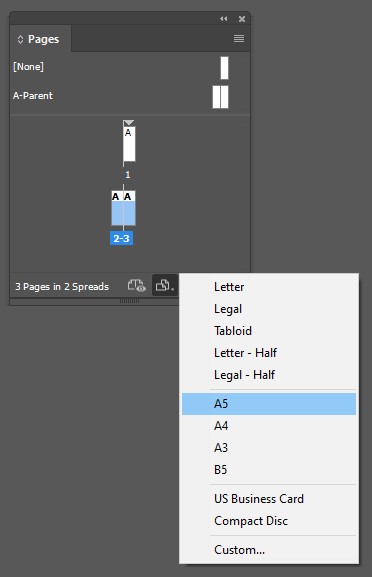 Pages
[None]
A-Parent
A
1
A A
2-3
3 Pages in 2 Spreads
Letter
Legal
Tabloid
Letter - Half
Legal - Half
A5
A4
A3
B5
US Business Card
Compact Disc
Custom...